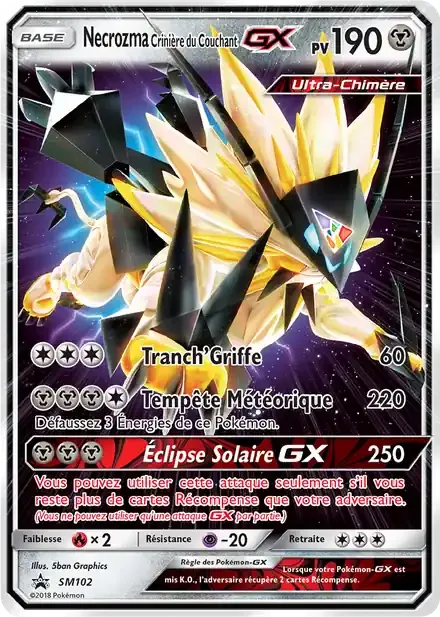 BASE Necrozma Crinière du Couchant GX PV 190
Ultra-Chimère
Tranch'Griffe 60
Tempête Météorique 220
Défaussez 3 Énergies de ce Pokémon.
Éclipse Solaire GX 250
Vous pouvez utiliser cette attaque seulement s'il vous
reste plus de cartes Récompense que votre adversaire.
(Vous ne pouvez utiliser qu'une attaque GX par partie.)
Faiblesse ×2 Résistance -20 Retraite
Illus. 5ban Graphics
Règle des Pokémon-GX
Lorsque votre Pokémon-GX est
mis K.O., l'adversaire récupère 2 cartes Récompense.
SM102
©2018 Pokémon